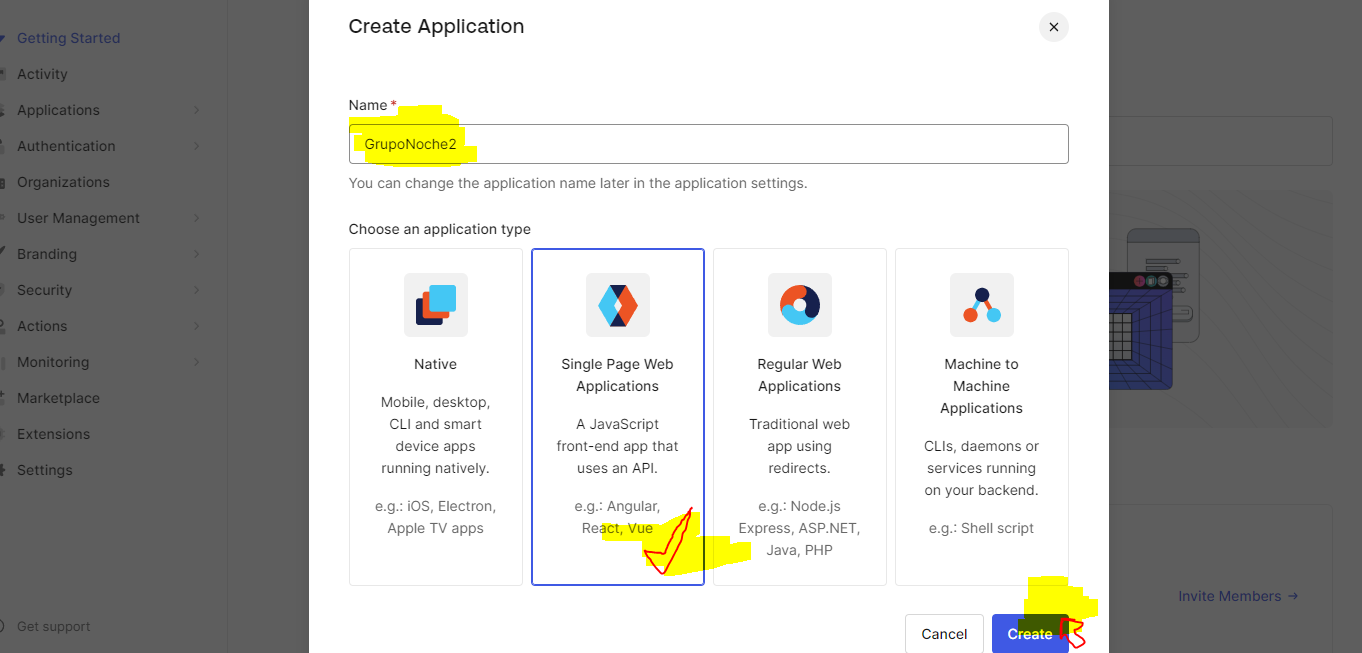 Create Application
Getting Started
Activity
Applications
Authentication
Organizations
User Management
Branding
Security
Actions
Monitoring
Marketplace
Extensions
Settings
Get support
Name *
GrupoNoche2
You can change the application name later in the application settings.
Choose an application type
Native
Mobile, desktop,
CLI and smart
device apps
running natively.
e.g.: iOS, Electron,
Apple TV apps
Single Page Web
Applications
A JavaScript
front-end app that
uses an API.
e.g.: Angular,
React, Vue
Regular Web
Applications
Traditional web
app using
redirects.
e.g.: Node.js
Express, ASP.NET,
Java, PHP
Machine to
Machine
Applications
CLIs, daemons or
services running
on your backend.
e.g.: Shell script
Invite Members
Cancel
Create